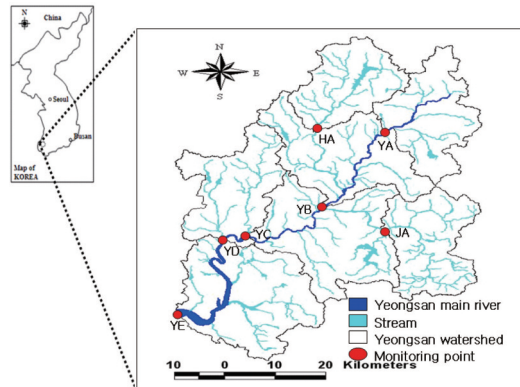 China
N
Seoul
Busan
Map of
KOREA
N
W E
S
HA
YA
YB
JA
YC
YD
YE
Yeongsan main river
Stream
Yeongsan watershed
Monitoring point
10 0 10 20 Kilometers